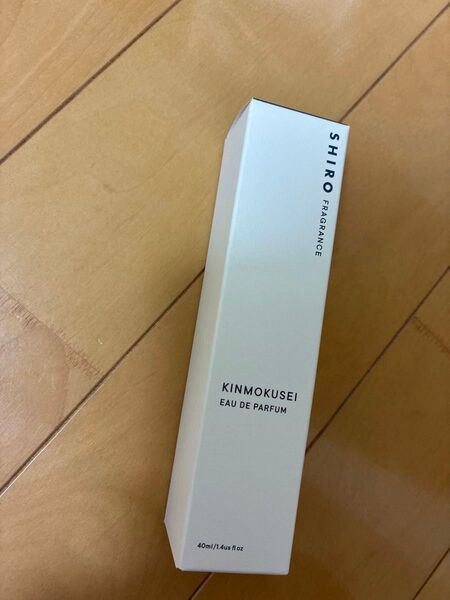 SHIRO FRAGRANCE
KINMOKUSEI
EAU DE PARFUM
40ml/1.4us fl oz